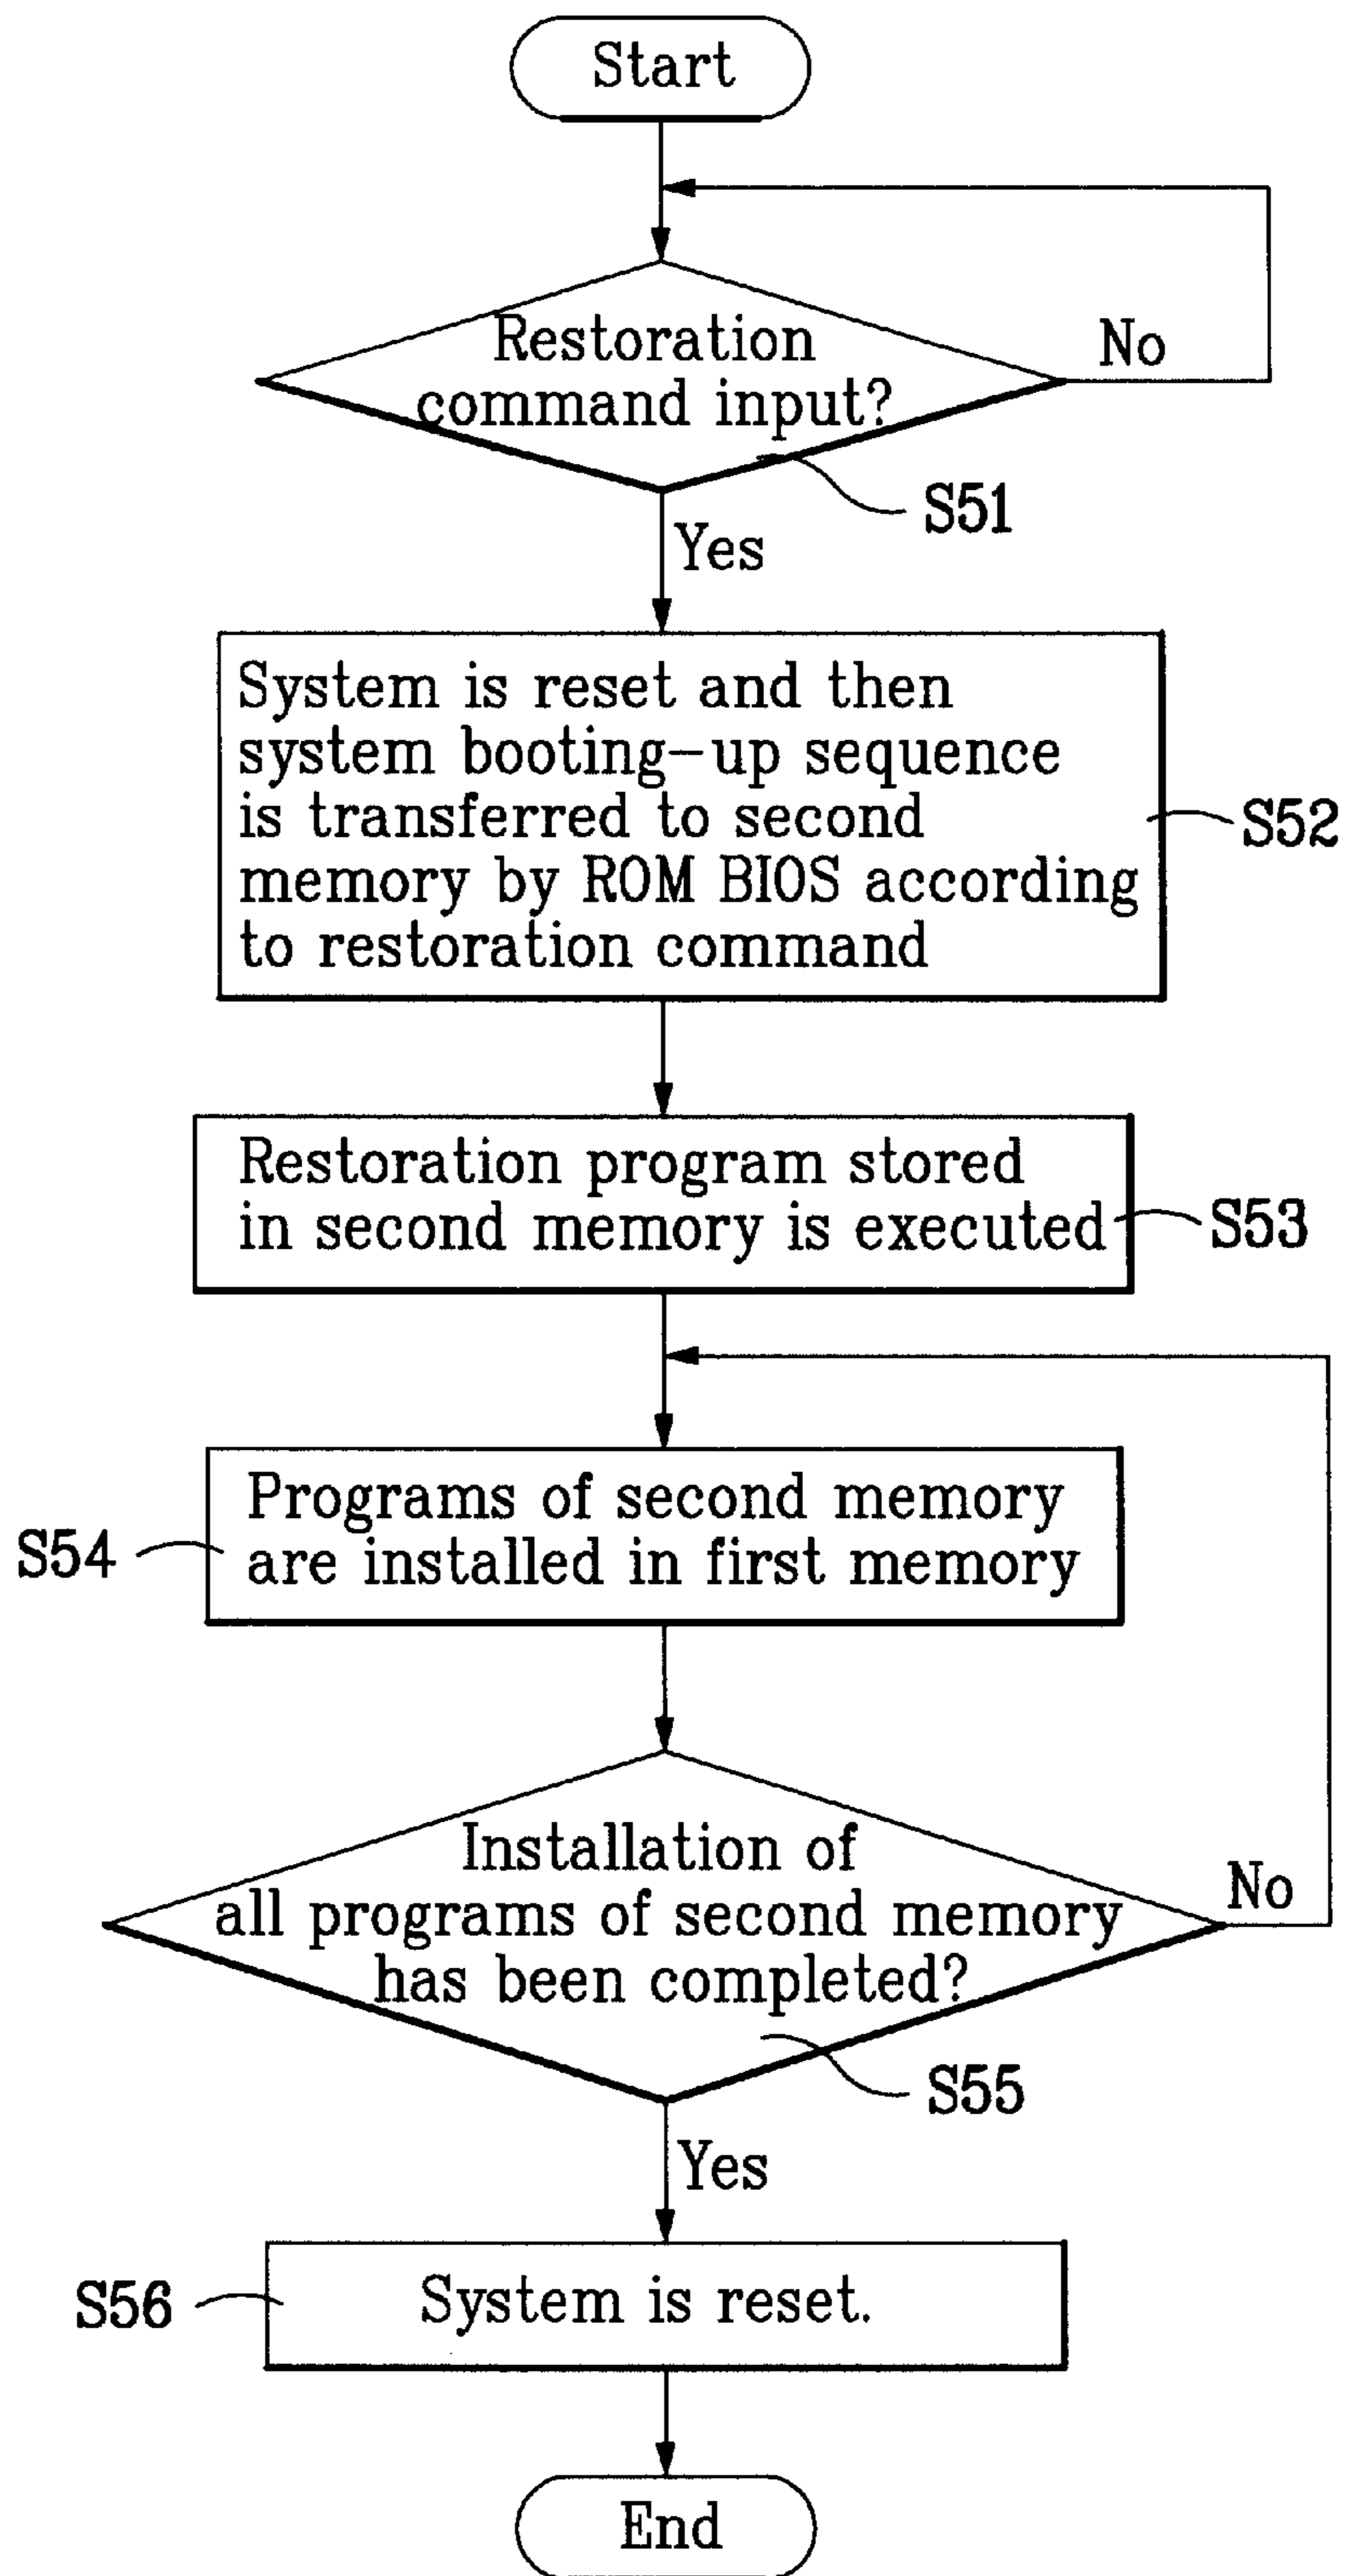 Start
Restoration
command input?
No
S51
Yes
System is reset and then
system booting-up sequence
is transferred to second
memory by ROM BIOS according
to restoration command
S52
Restoration program stored
in second memory is executed
S53
Programs of second memory
are installed in first memory
S54
Installation of
all programs of second memory
has been completed?
No
S55
Yes
System is reset.
S56
End